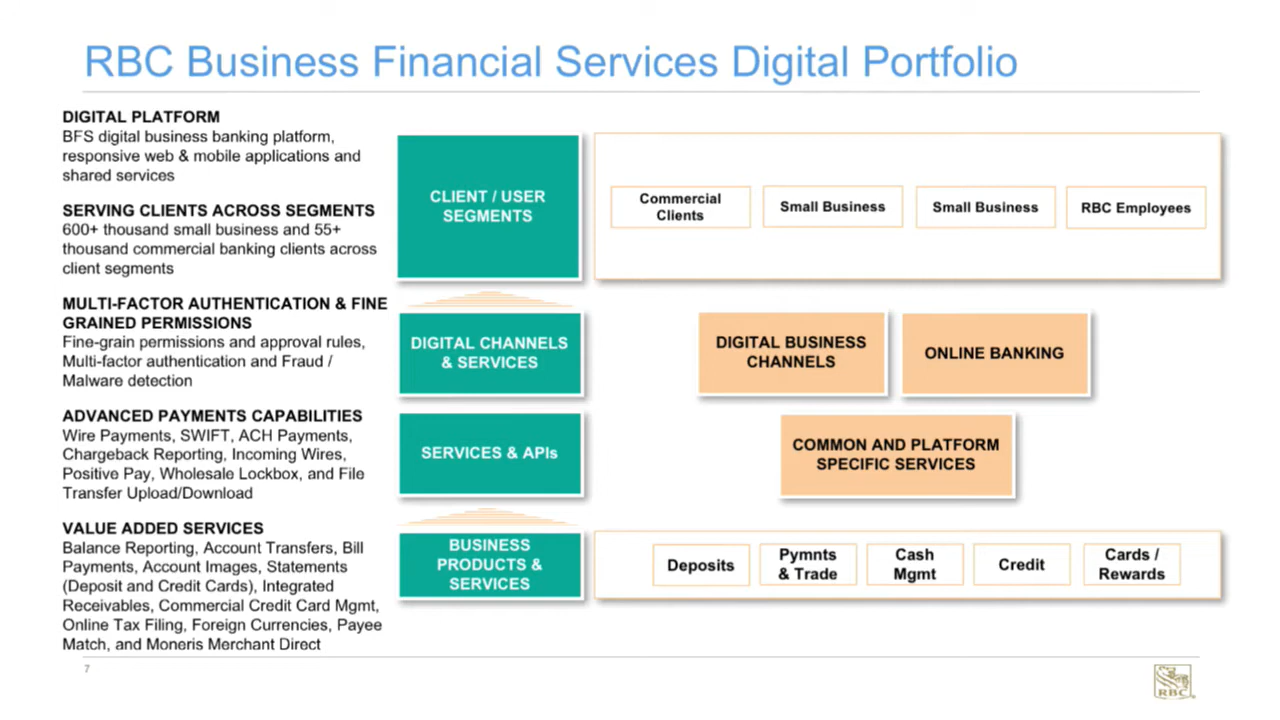 RBC Business Financial Services Digital Portfolio
DIGITAL PLATFORM
BFS digital business banking platform,
responsive web & mobile applications and
shared services
SERVING CLIENTS ACROSS SEGMENTS
600+ thousand small business and 55+
thousand commercial banking clients across
client segments
MULTI-FACTOR AUTHENTICATION & FINE
GRAINED PERMISSIONS
Fine-grain permissions and approval rules,
Multi-factor authentication and Fraud /
Malware detection
ADVANCED PAYMENTS CAPABILITIES
Wire Payments, SWIFT, ACH Payments,
Chargeback Reporting, Incoming Wires,
Positive Pay, Wholesale Lockbox, and File
Transfer Upload/Download
VALUE ADDED SERVICES
Balance Reporting, Account Transfers, Bill
Payments, Account Images, Statements
(Deposit and Credit Cards), Integrated
Receivables, Commercial Credit Card Mgmt,
Online Tax Filing, Foreign Currencies, Payee
Match, and Moneris Merchant Direct
CLIENT / USER
SEGMENTS
Commercial
Clients
Small Business
Small Business
RBC Employees
DIGITAL CHANNELS
& SERVICES
DIGITAL BUSINESS
CHANNELS
ONLINE BANKING
SERVICES & APIs
COMMON AND PLATFORM
SPECIFIC SERVICES
BUSINESS
PRODUCTS &
SERVICES
Deposits
Pymnts
& Trade
Cash
Mgmt
Credit
Cards /
Rewards
7
RBC